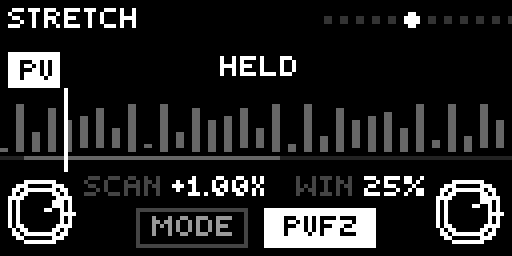 STRETCH
PV
HELD
SCAN +1.00X WIN 25%
MODE PVFZ